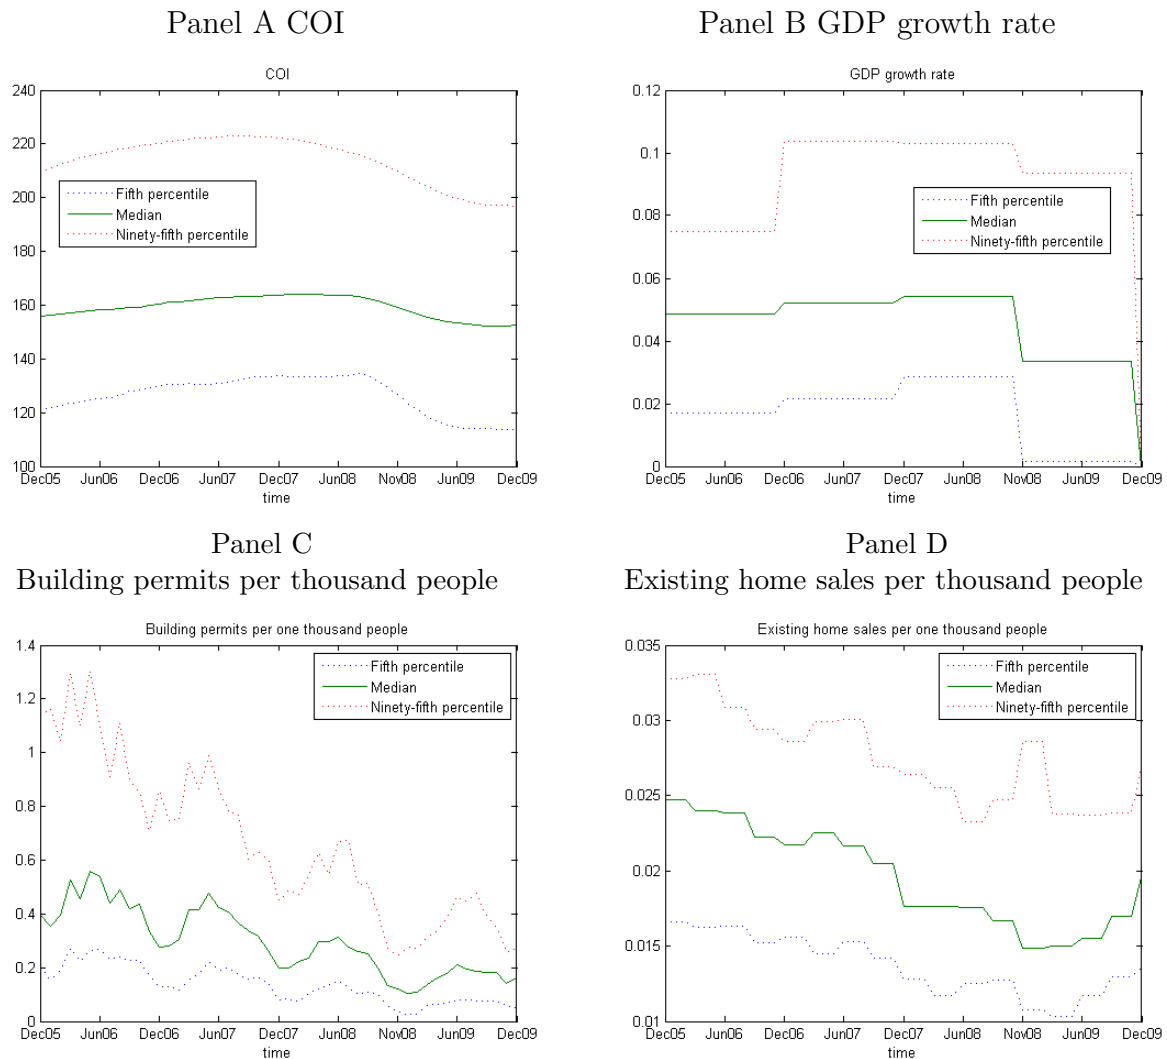 Panel A COI
COI
240
220
200
180
160
140
120
100
Fifth percentile
Median
Ninety-fifth percentile
Dec05 Jun06 Dec06 Jun07 Dec07 Jun08 Nov08 Jun09 Dec09
time
Panel B GDP growth rate
GDP growth rate
0.12
0.1
0.08
0.06
0.04
0.02
0
Fifth percentile
Median
Ninety-fifth percentile
Dec05 Jun06 Dec06 Jun07 Dec07 Jun08 Nov08 Jun09 Dec09
time
Panel C
Building permits per thousand people
Building permits per one thousand people
1.4
1.2
1
0.8
0.6
0.4
0.2
0
Fifth percentile
Median
Ninety-fifth percentile
Dec05 Jun06 Dec06 Jun07 Dec07 Jun08 Nov08 Jun09 Dec09
time
Panel D
Existing home sales per thousand people
Existing home sales per one thousand people
0.035
0.03
0.025
0.02
0.015
0.01
Fifth percentile
Median
Ninety-fifth percentile
Dec05 Jun06 Dec06 Jun07 Dec07 Jun08 Nov08 Jun09 Dec09
time